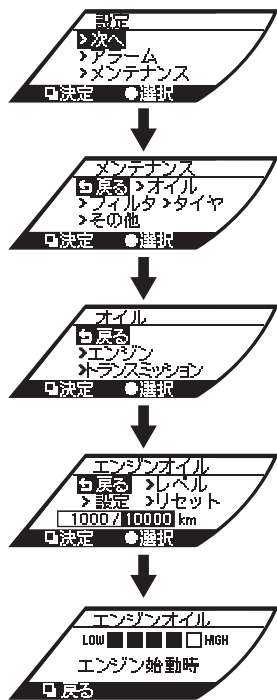 設定
>次へ
>アラーム
>メンテナンス
決定 選択
メンテナンス
戻る >オイル
>フィルタ >タイヤ
>その他
決定 選択
オイル
戻る
>エンジン
>トランスミッション
決定 選択
エンジンオイル
戻る >レベル
>設定 >リセット
1000/10000 km
決定 選択
エンジンオイル
LOW HIGH
エンジン始動時
戻る